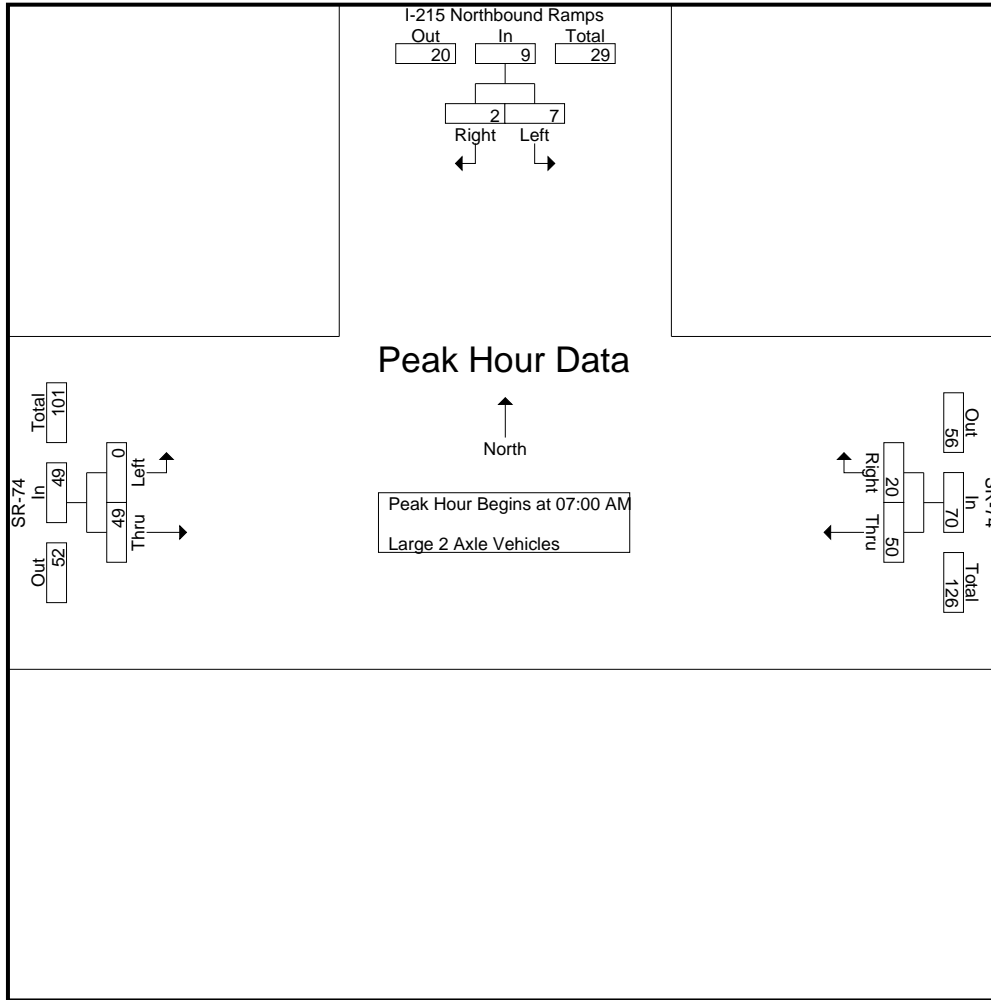 I-215 Northbound Ramps
Out In Total
20 9 29
2 7
Right Left
Peak Hour Data
North
Peak Hour Begins at 07:00 AM
Large 2 Axle Vehicles
SR-74
Out In Total
52 49 101
49 0
Thru Left
SR-74
Out In Total
56 70 126
20 50
Right Thru